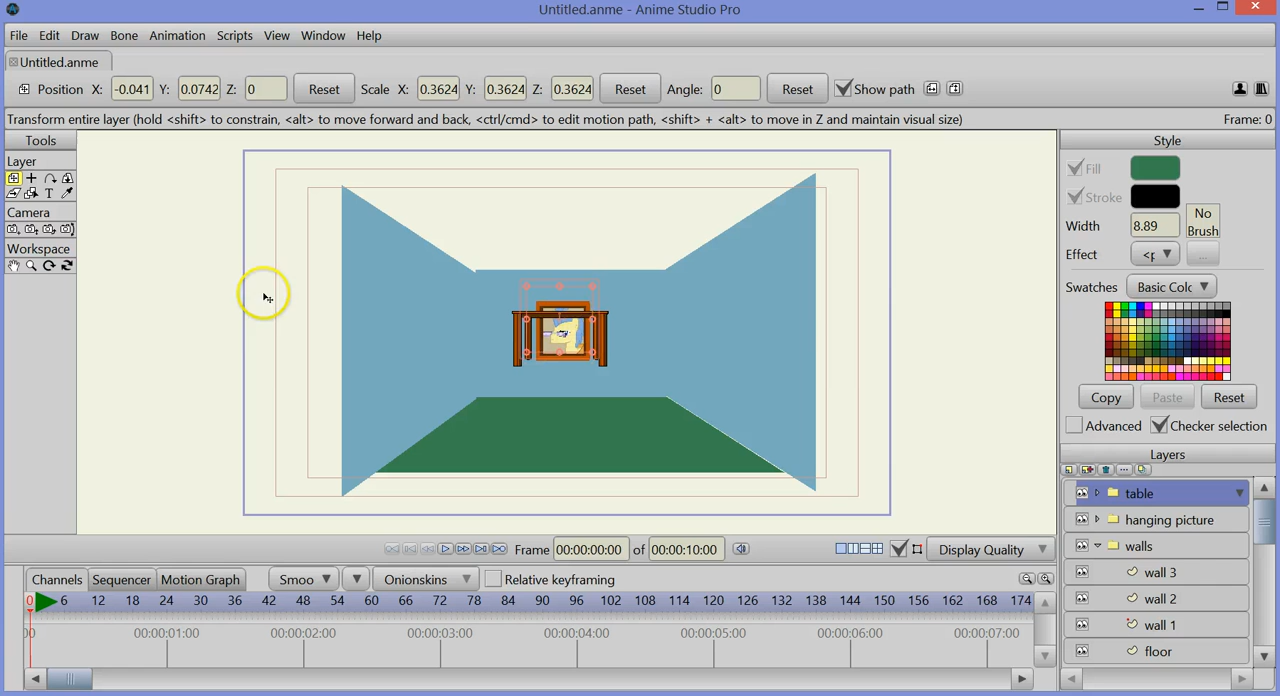 Untitled.anme - Anime Studio Pro
File Edit Draw Bone Animation Scripts View Window Help
Untitled.anme
Position X: -0.041 Y: 0.0742 Z: 0 Reset Scale X: 0.3624 Y: 0.3624 Z: 0.3624 Reset Angle: 0 Reset Show path
Transform entire layer (hold <shift> to constrain, <alt> to move forward and back, <ctrl/cmd> to edit motion path, <shift> + <alt> to move in Z and maintain visual size) Frame: 0
Tools
Layer
T
Camera
Workspace
Style
Fill
Stroke
Width 8.89 No Brush
Effect <p ...
Swatches Basic Colc
Copy Paste Reset
Advanced Checker selection
Layers
table
hanging picture
walls
wall 3
wall 2
wall 1
floor
Frame 00:00:00:00 of 00:00:10:00 Display Quality
Channels Sequencer Motion Graph Smoo Onionskins Relative keyframing
0 6 12 18 24 30 36 42 48 54 60 66 72 78 84 90 96 102 108 114 120 126 132 138 144 150 156 162 168 174
00:00:01:00 00:00:02:00 00:00:03:00 00:00:04:00 00:00:05:00 00:00:06:00 00:00:07:00